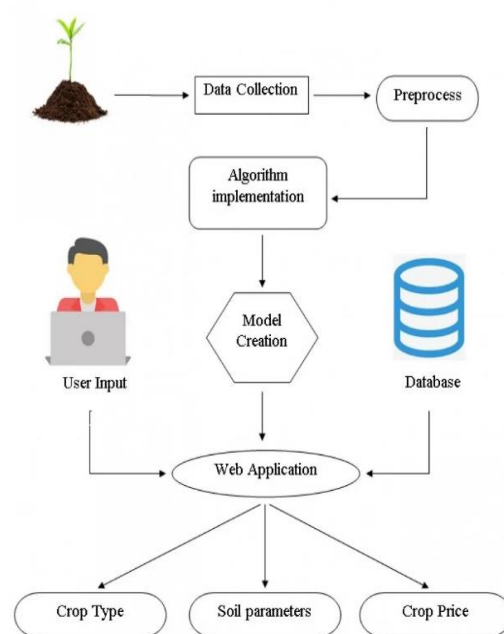 Data Collection
Preprocess
Algorithm
implementation
Model
Creation
User Input
Database
Web Application
Crop Type
Soil parameters
Crop Price